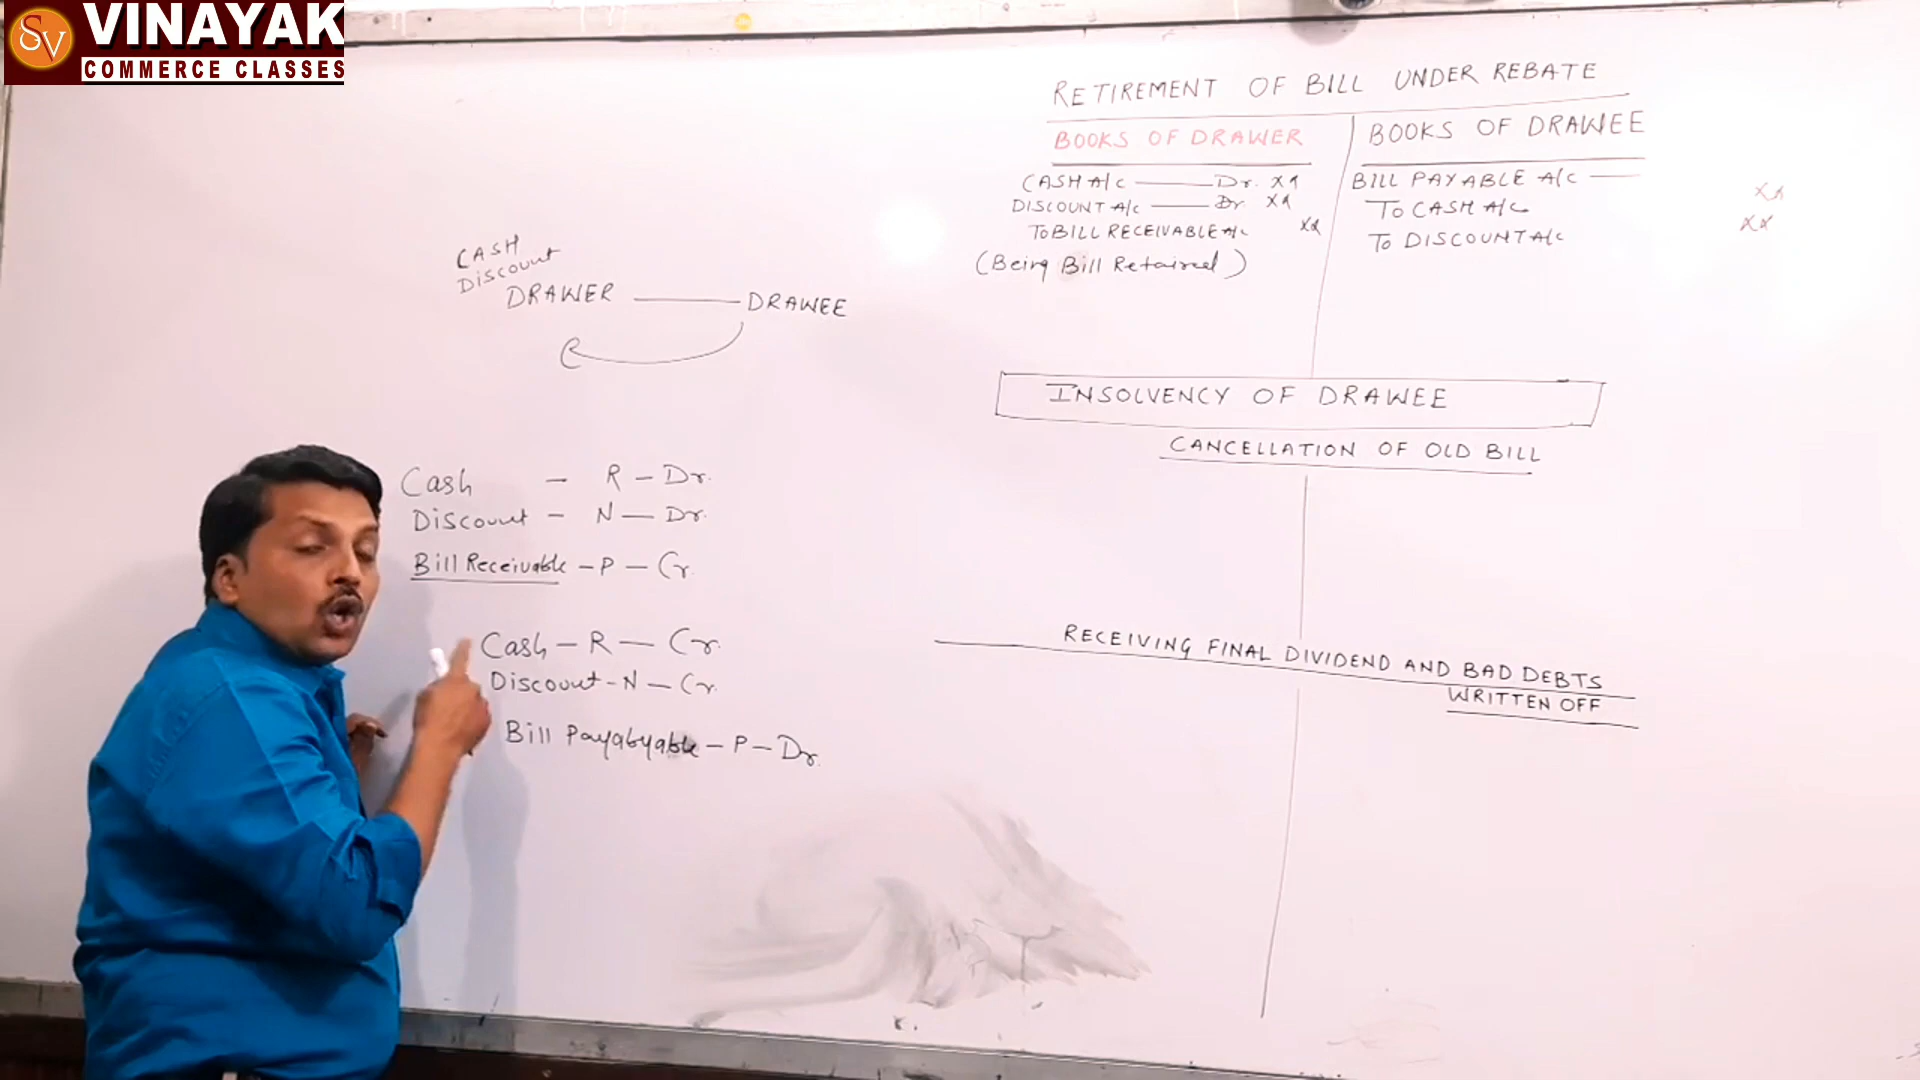 SV VINAYAK
COMMERCE CLASSES
RETIREMENT OF BILL UNDER REBATE
BOOKS OF DRAWER
CASH A/c ——— Dr. XX
DISCOUNT A/c ——— Dr XX
TO BILL RECEIVABLE A/c XX
(Being Bill Retaired)
BOOKS OF DRAWEE
BILL PAYABLE A/c ———
TO CASH A/c XX
TO DISCOUNT A/c XX
CASH
DISCOUNT
DRAWER ——— DRAWEE
INSOLVENCY OF DRAWEE
CANCELLATION OF OLD BILL
Cash - R - Dr.
Discount - N - Dr.
Bill Receivable - P - Cr.
Cash - R - Cr.
Discount - N - Cr.
Bill Payabyable - P - Dr.
RECEIVING FINAL DIVIDEND AND BAD DEBTS
WRITTEN OFF